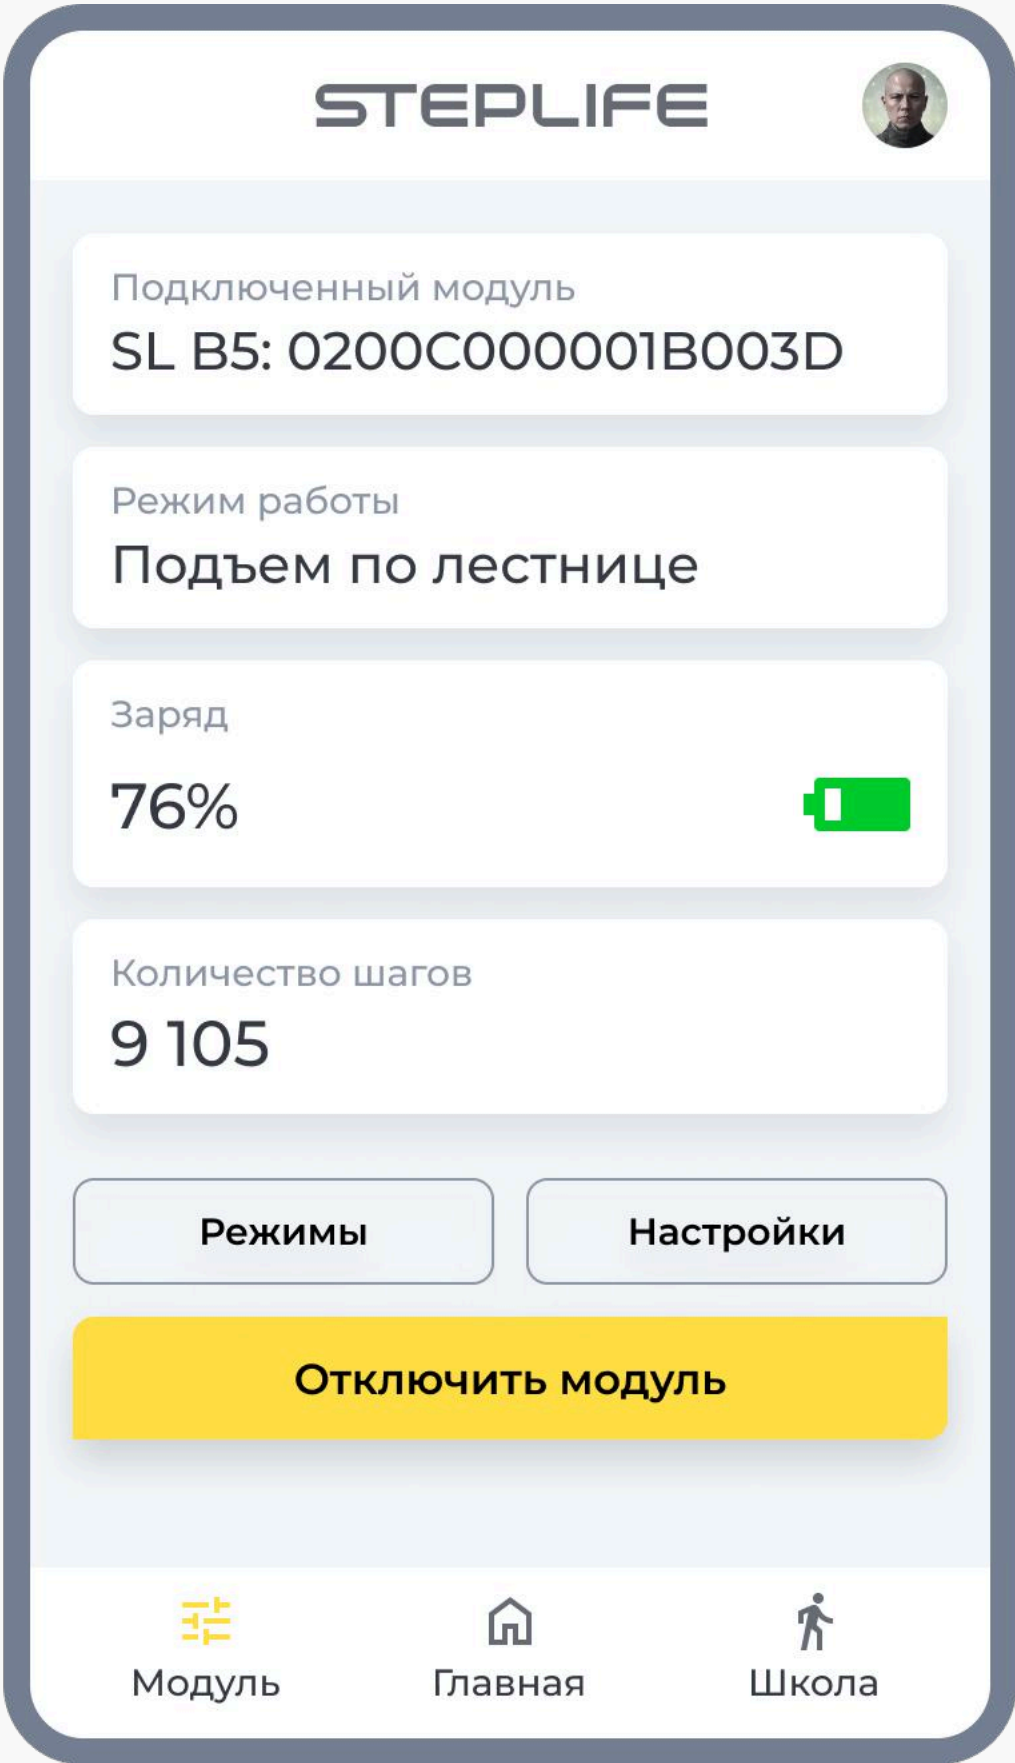 STEPLIFE
Подключенный модуль
SL B5: 0200C000001B003D
Режим работы
Подъем по лестнице
Заряд
76%
Количество шагов
9 105
Режимы
Настройки
Отключить модуль
Модуль
Главная
Школа